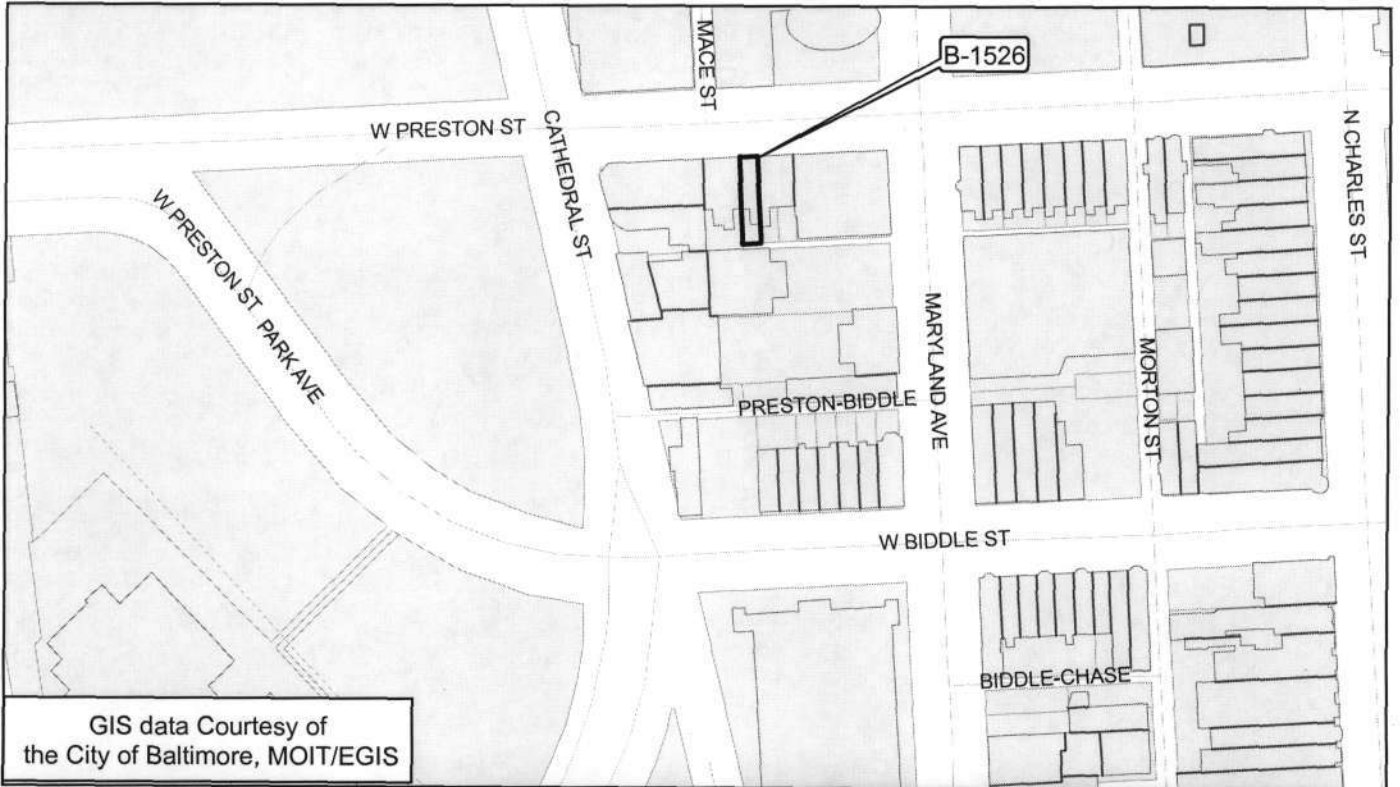 MACE ST
B-1526
W PRESTON ST
CATHEDRAL ST
N CHARLES ST
W PRESTON ST
PARK AVE
MARYLAND AVE
MORTON ST
PRESTON-BIDDLE
W BIDDLE ST
BIDDLE-CHASE
GIS data Courtesy of
the City of Baltimore, MOIT/EGIS